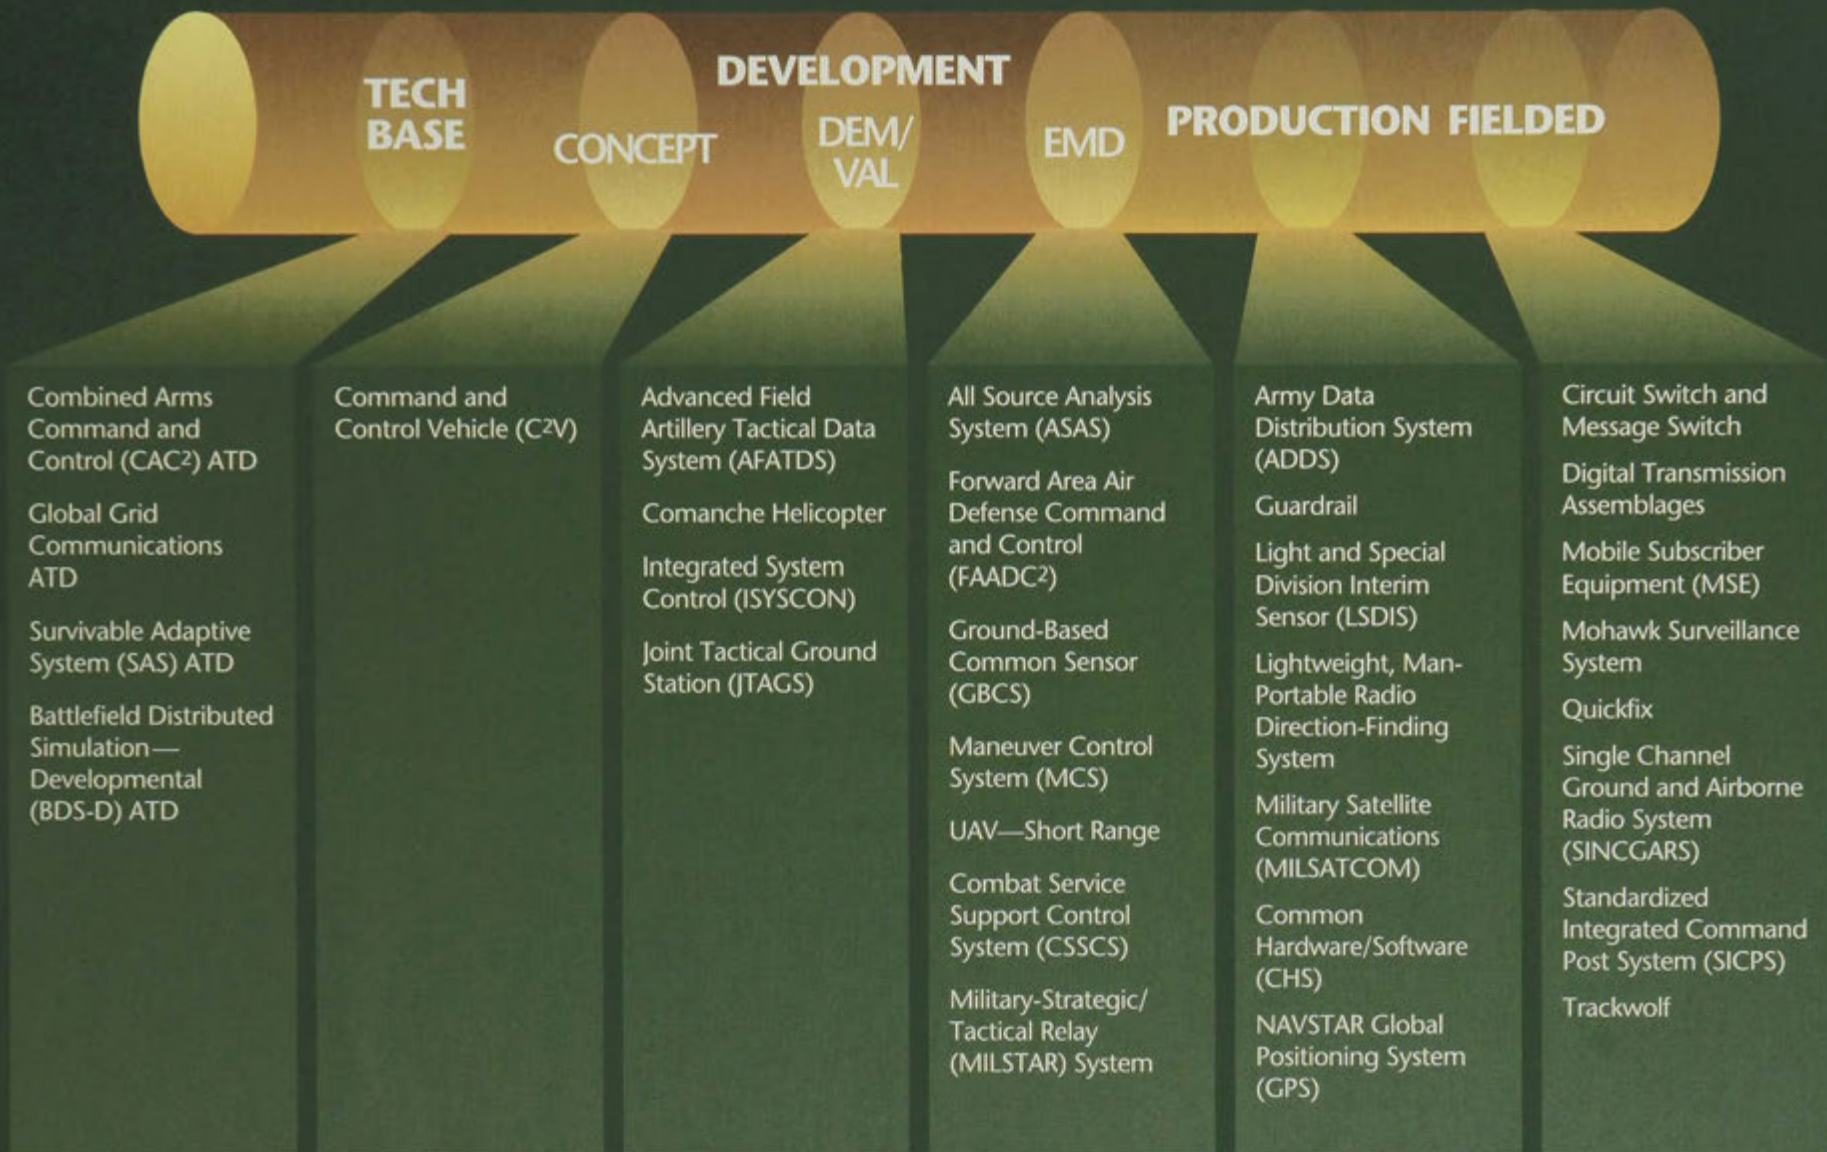 TECH
BASE
CONCEPT
DEVELOPMENT
DEM/
VAL
EMD
PRODUCTION
FIELDED
Combined Arms
Command and
Control (CAC²) ATD
Global Grid
Communications
ATD
Survivable Adaptive
System (SAS) ATD
Battlefield Distributed
Simulation—
Developmental
(BDS-D) ATD
Command and
Control Vehicle (C²V)
Advanced Field
Artillery Tactical Data
System (AFATDS)
Comanche Helicopter
Integrated System
Control (ISYSCON)
Joint Tactical Ground
Station (JTAGS)
All Source Analysis
System (ASAS)
Forward Area Air
Defense Command
and Control
(FAADC²)
Ground-Based
Common Sensor
(GBCS)
Maneuver Control
System (MCS)
UAV—Short Range
Combat Service
Support Control
System (CSSCS)
Military-Strategic/
Tactical Relay
(MILSTAR) System
Army Data
Distribution System
(ADDS)
Guardrail
Light and Special
Division Interim
Sensor (LSDIS)
Lightweight, Man-
Portable Radio
Direction-Finding
System
Military Satellite
Communications
(MILSATCOM)
Common
Hardware/Software
(CHS)
NAVSTAR Global
Positioning System
(GPS)
Circuit Switch and
Message Switch
Digital Transmission
Assemblages
Mobile Subscriber
Equipment (MSE)
Mohawk Surveillance
System
Quickfix
Single Channel
Ground and Airborne
Radio System
(SINCGARS)
Standardized
Integrated Command
Post System (SICPS)
Trackwolf